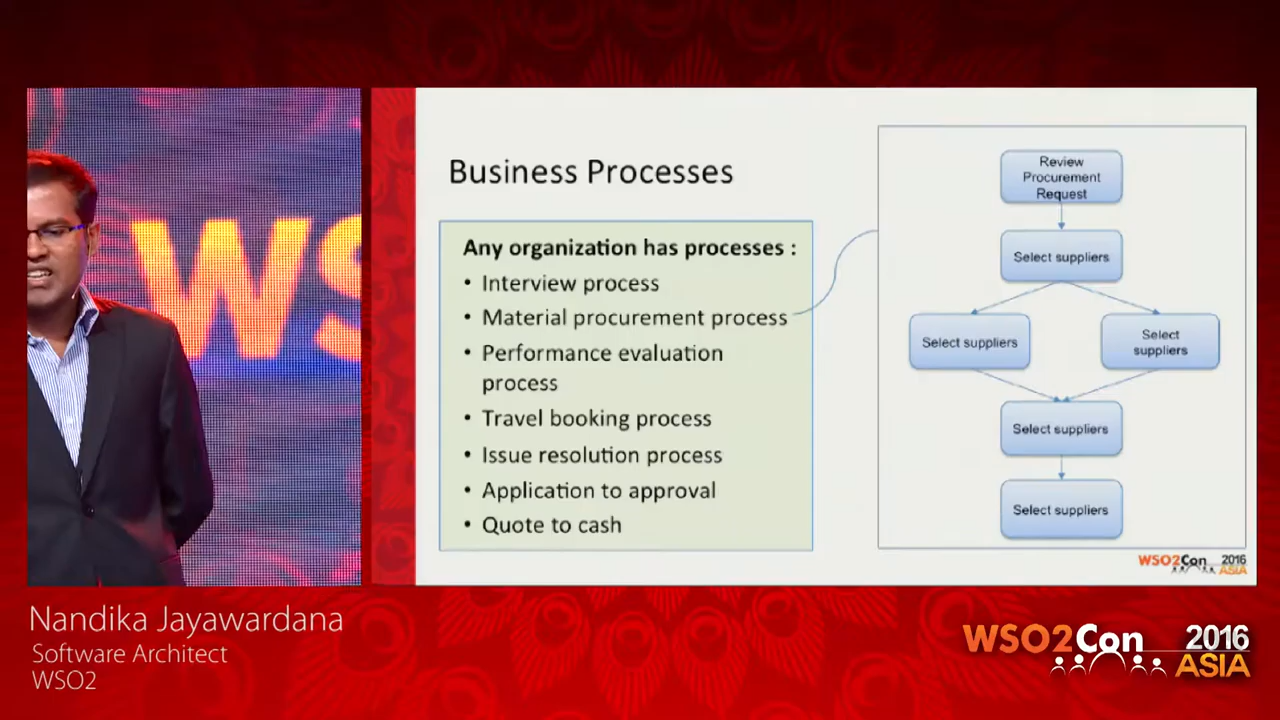 WS
Business Processes
Any organization has processes :
• Interview process
• Material procurement process
• Performance evaluation
process
• Travel booking process
• Issue resolution process
• Application to approval
• Quote to cash
Review
Procurement
Request
Select suppliers
Select suppliers
Select
suppliers
Select suppliers
Select suppliers
WSO2Con 2016
ASIA
Nandika Jayawardana
Software Architect
WSO2
WSO2Con 2016
ASIA